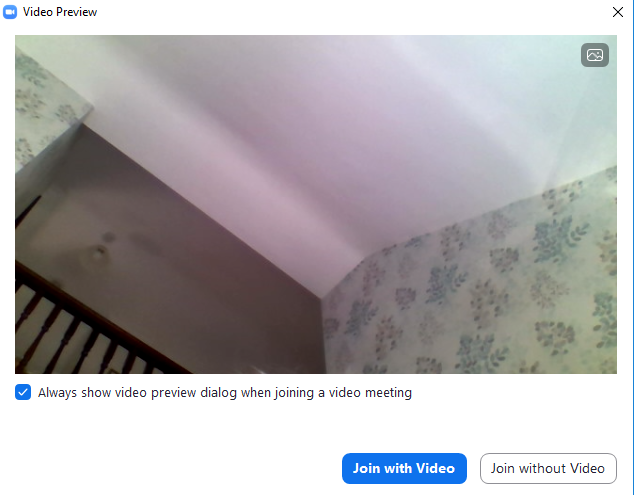 Video Preview
Always show video preview dialog when joining a video meeting
Join with Video
Join without Video